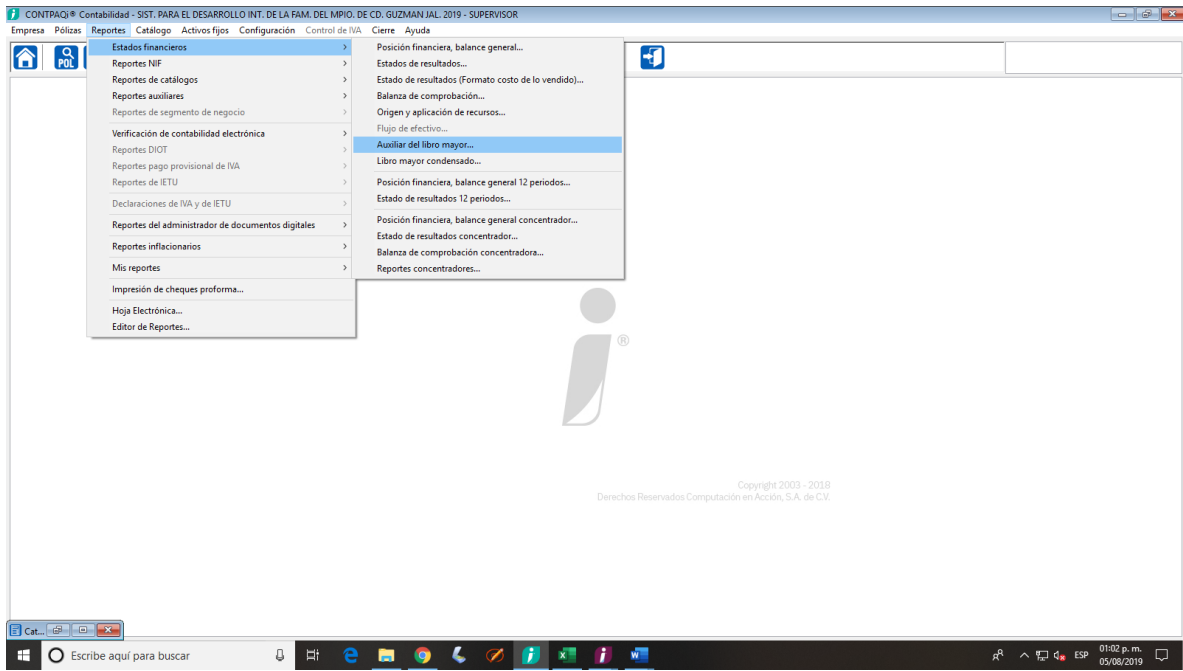 CONTPAQi® Contabilidad - SIST. PARA EL DESARROLLO INT. DE LA FAM. DEL MPIO. DE CD. GUZMAN JAL. 2019 - SUPERVISOR
Empresa Pólizas Reportes Catálogo Activos fijos Configuración Control de IVA Cierre Ayuda
POL
Estados financieros
Reportes NIF
Reportes de catálogos
Reportes auxiliares
Reportes de segmento de negocio
Verificación de contabilidad electrónica
Reportes DIOT
Reportes pago provisional de IVA
Reportes de IETU
Declaraciones de IVA y de IETU
Reportes del administrador de documentos digitales
Reportes inflacionarios
Mis reportes
Impresión de cheques proforma...
Hoja Electrónica...
Editor de Reportes...
Posición financiera, balance general...
Estados de resultados...
Estado de resultados (Formato costo de lo vendido)...
Balanza de comprobación...
Origen y aplicación de recursos...
Flujo de efectivo...
Auxiliar del libro mayor...
Libro mayor condensado...
Posición financiera, balance general 12 periodos...
Estado de resultados 12 periodos...
Posición financiera, balance general concentrador...
Estado de resultados concentrador...
Balanza de comprobación concentradora...
Reportes concentradores...
®
Copyright 2003 - 2018
Derechos Reservados Computación en Acción, S.A. de C.V.
Cat...
Escribe aquí para buscar
ESP
01:02 p. m.
05/08/2019